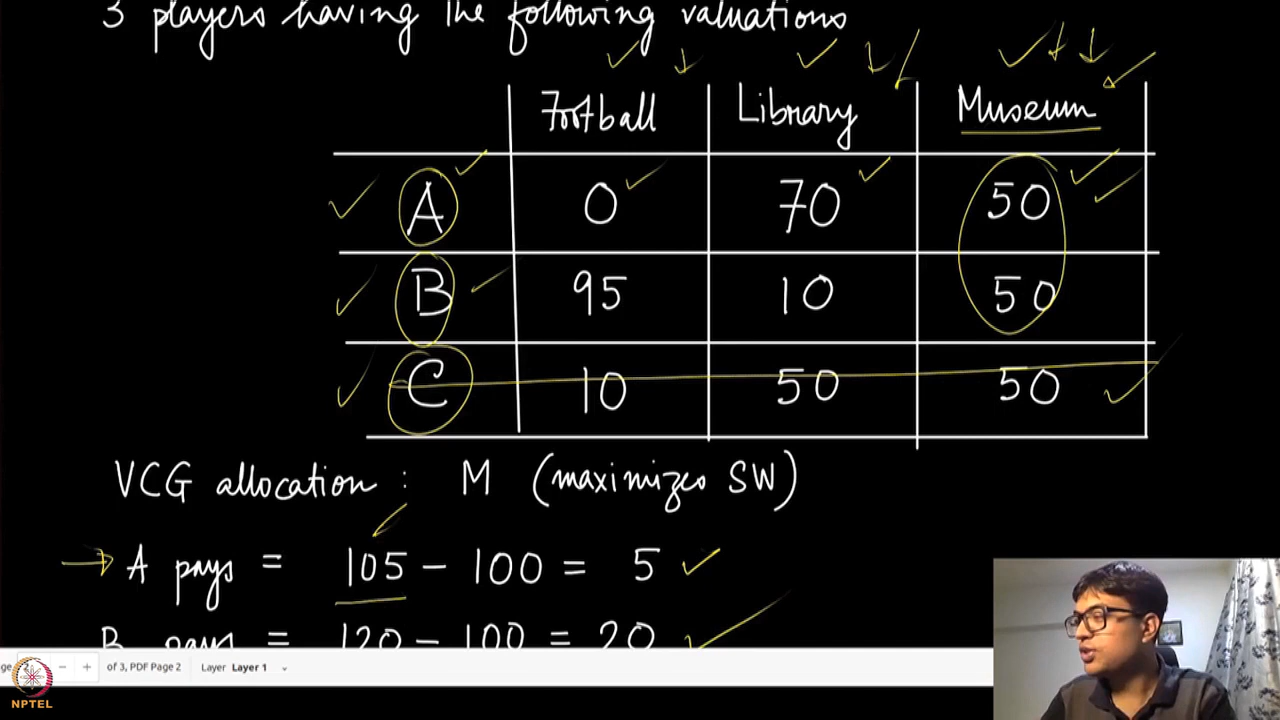 3 players having the following valuations
Football Library Museum
A 0 70 50
B 95 10 50
C 10 50 50
VCG allocation : M (maximizes SW)
→ A pays = 105 - 100 = 5
B pays = 120 - 100 = 20
of 3, PDF Page 2 Layer Layer 1
NPTEL